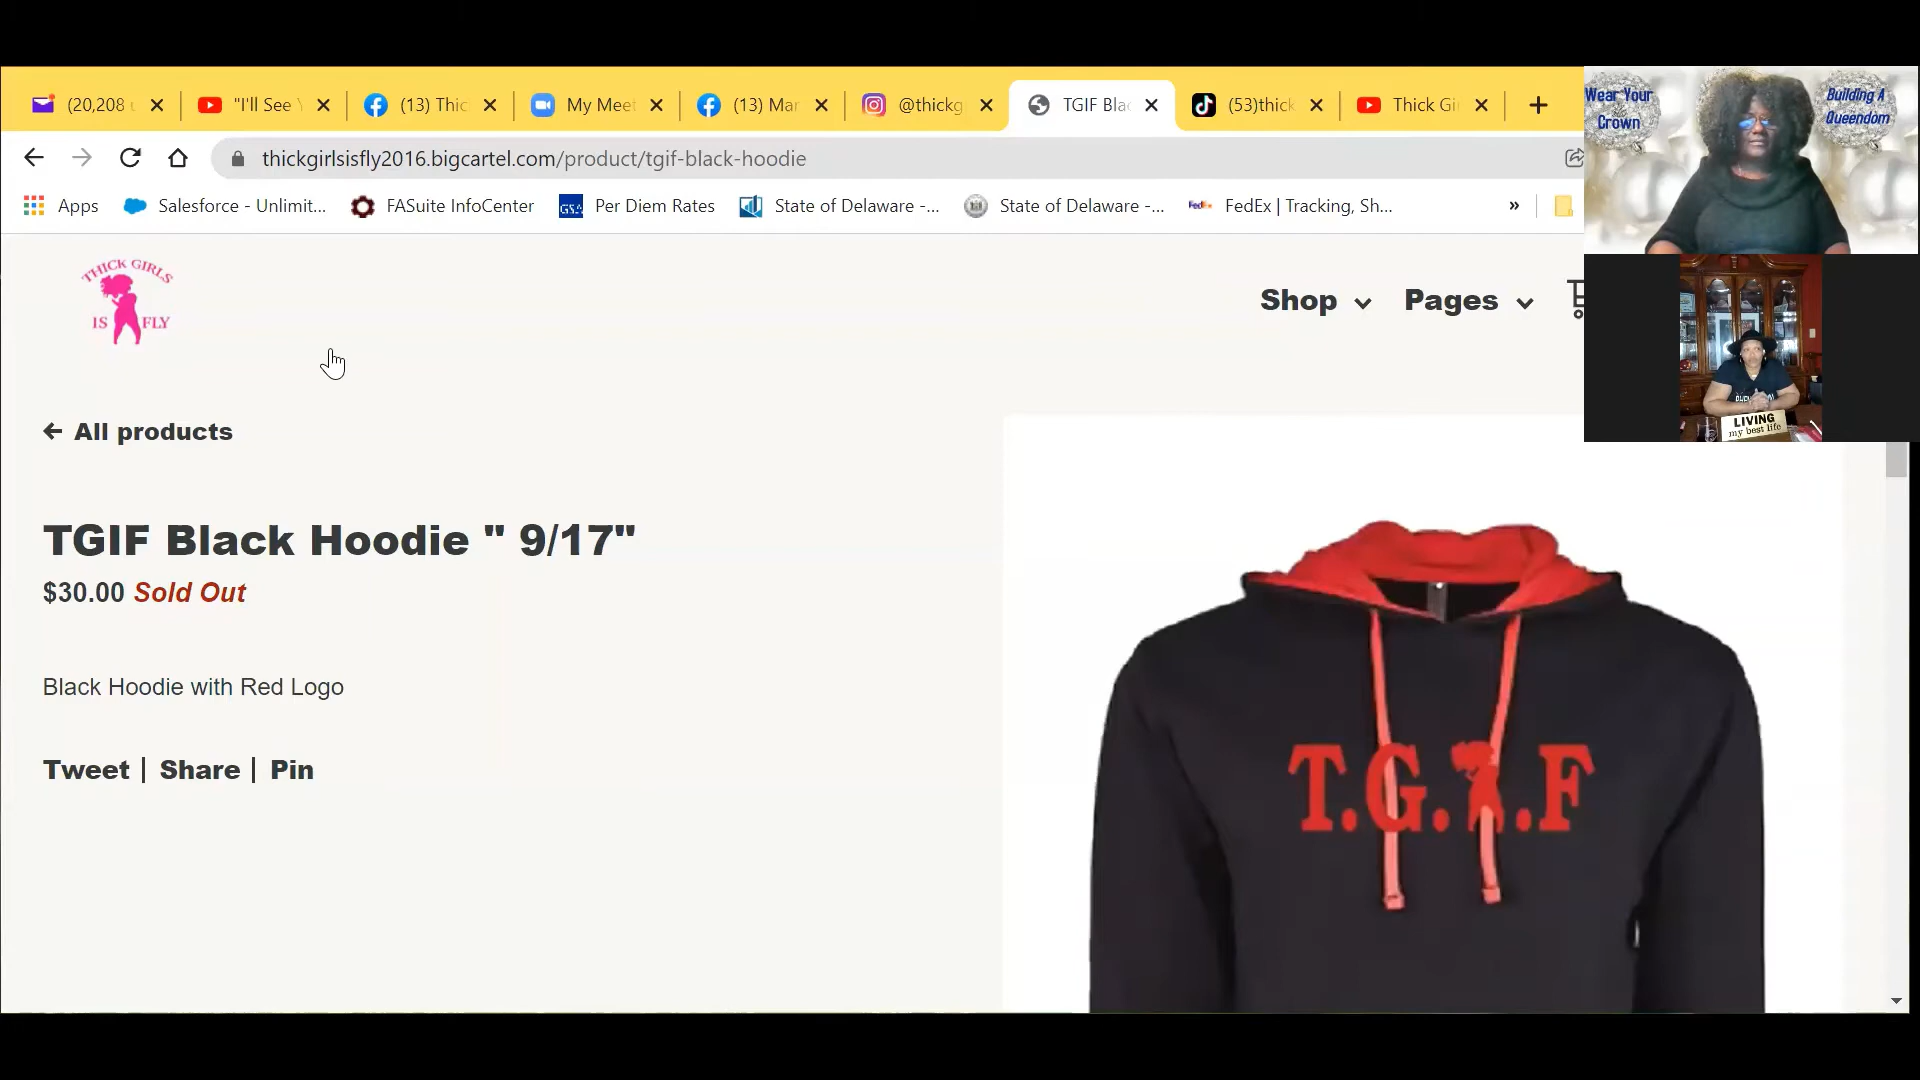 (20,208
"I'll See
(13) Thic
My Meet
(13) Mar
@thickg
TGIF Bla
(53)thick
Thick Gi
thickgirlsisfly2016.bigcartel.com/product/tgif-black-hoodie
Apps
Salesforce - Unlimit...
FASuite InfoCenter
GSA
Per Diem Rates
State of Delaware -...
State of Delaware -...
FedEx
FedEx | Tracking, Sh...
»
Wear Your
Crown
Building A
Queendom
THICK GIRLS
IS FLY
Shop
Pages
LIVING
my best life
← All products
TGIF Black Hoodie " 9/17"
$30.00 Sold Out
Black Hoodie with Red Logo
Tweet | Share | Pin
T.G. .F